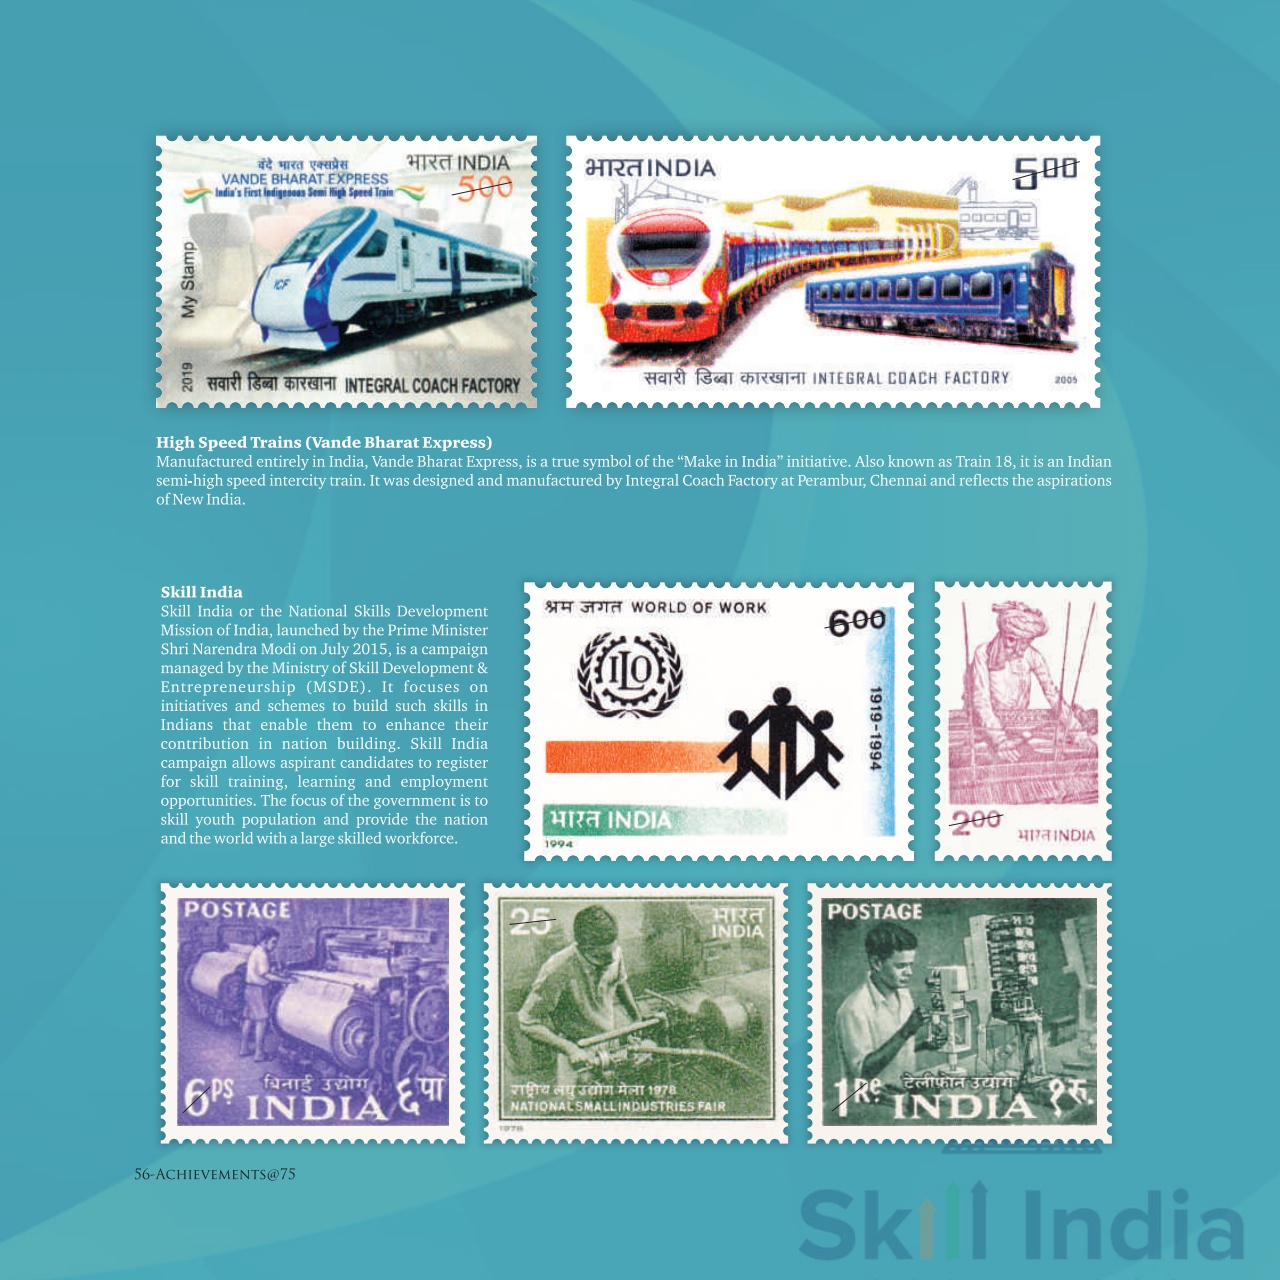 वंदे भारत एक्सप्रेस
VANDE BHARAT EXPRESS
India's First Indigenous Semi High Speed Train
भारत INDIA
500
My Stamp
2019
ICF
सवारी डिब्बा कारखाना INTEGRAL COACH FACTORY
भारत INDIA
500
सवारी डिब्बा कारखाना INTEGRAL COACH FACTORY
2005
High Speed Trains (Vande Bharat Express)
Manufactured entirely in India, Vande Bharat Express, is a true symbol of the “Make in India” initiative. Also known as Train 18, it is an Indian
semi-high speed intercity train. It was designed and manufactured by Integral Coach Factory at Perambur, Chennai and reflects the aspirations
of New India.
Skill India
Skill India or the National Skills Development
Mission of India, launched by the Prime Minister
Shri Narendra Modi on July 2015, is a campaign
managed by the Ministry of Skill Development &
Entrepreneurship (MSDE). It focuses on
initiatives and schemes to build such skills in
Indians that enable them to enhance their
contribution in nation building. Skill India
campaign allows aspirant candidates to register
for skill training, learning and employment
opportunities. The focus of the government is to
skill youth population and provide the nation
and the world with a large skilled workforce.
श्रम जगत WORLD OF WORK
600
ILO
1919-1994
भारत INDIA
1994
200
भारत INDIA
POSTAGE
6 PS
बिनाई उद्योग
६ पा
INDIA
25
भारत
INDIA
राष्ट्रीय लघु उद्योग मेला 1978
NATIONAL SMALL INDUSTRIES FAIR
1978
POSTAGE
1 Re.
टेलीफ़ोन उद्योग
१ रु.
INDIA
56-ACHIEVEMENTS@75
Skill India